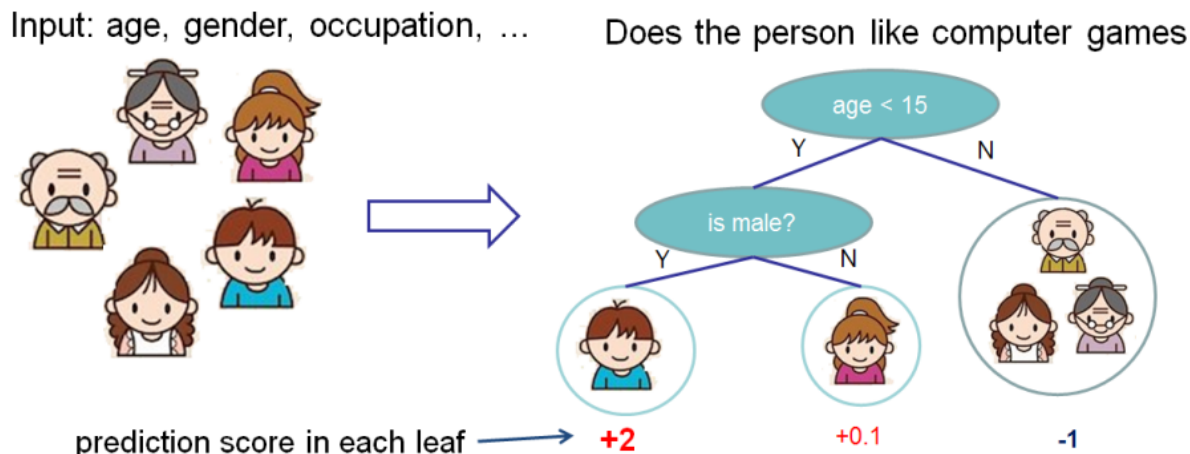 Input: age, gender, occupation, ...
Does the person like computer games
age < 15
Y
N
is male?
Y
N
prediction score in each leaf
+2
+0.1
-1